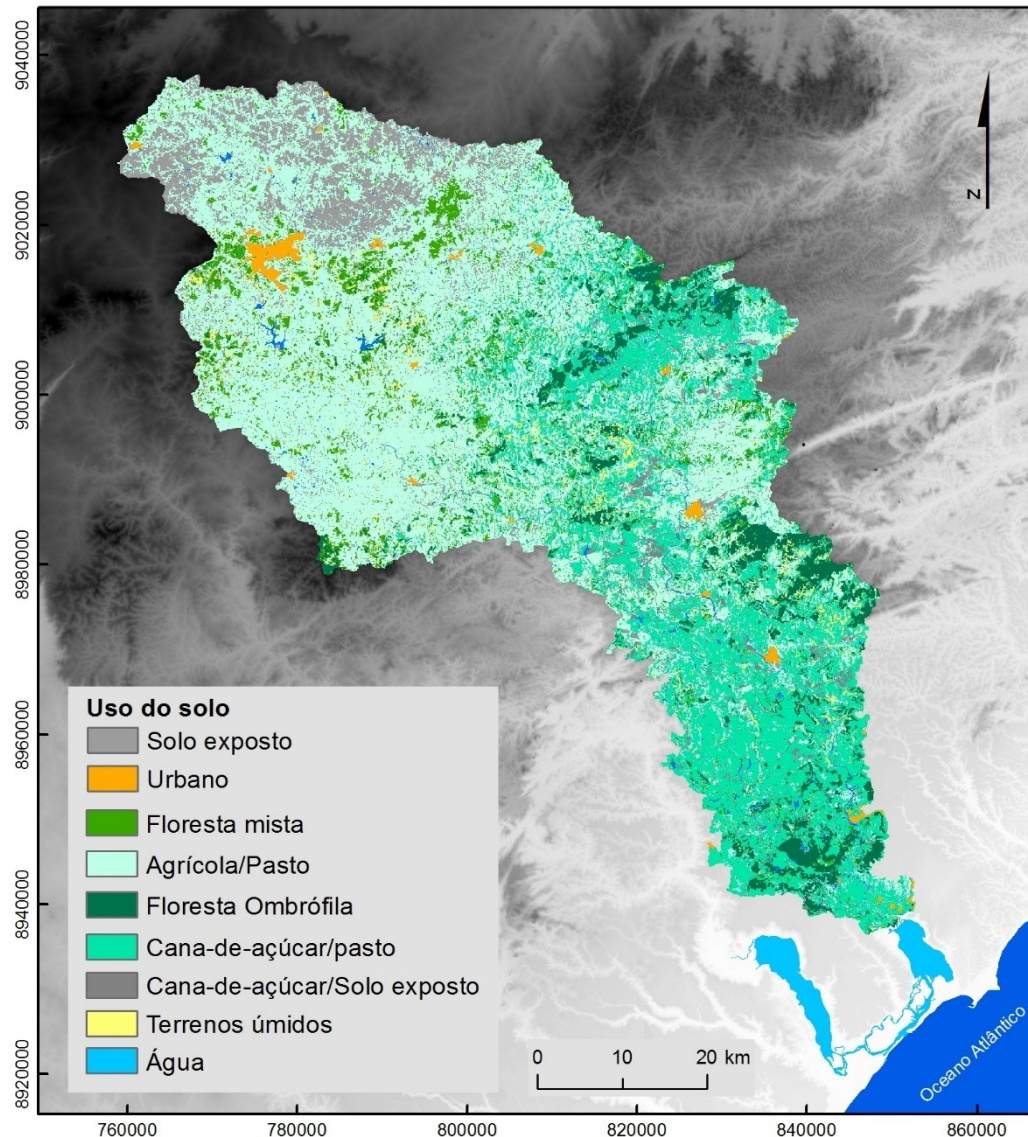 9040000
9020000
9000000
8980000
8960000
8940000
8920000
N
Uso do solo
Solo exposto
Urbano
Floresta mista
Agrícola/Pasto
Floresta Ombrófila
Cana-de-açúcar/pasto
Cana-de-açúcar/Solo exposto
Terrenos úmidos
Água
0 10 20 km
Oceano Atlântico
760000 780000 800000 820000 840000 860000